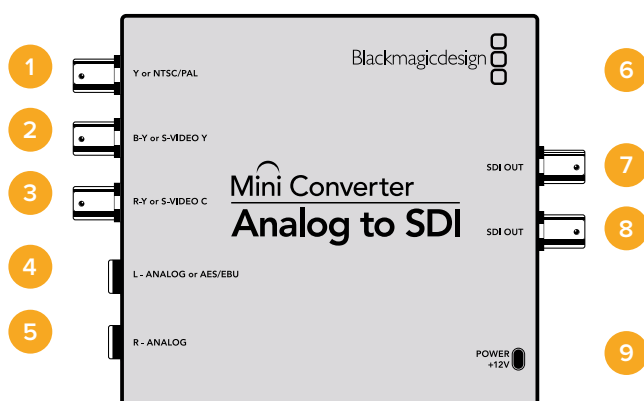 1
Y or NTSC/PAL
Blackmagicdesign
6
2
B-Y or S-VIDEO Y
SDI OUT
7
3
R-Y or S-VIDEO C
Mini Converter
Analog to SDI
SDI OUT
8
4
L - ANALOG or AES/EBU
5
R - ANALOG
POWER
+12V
9